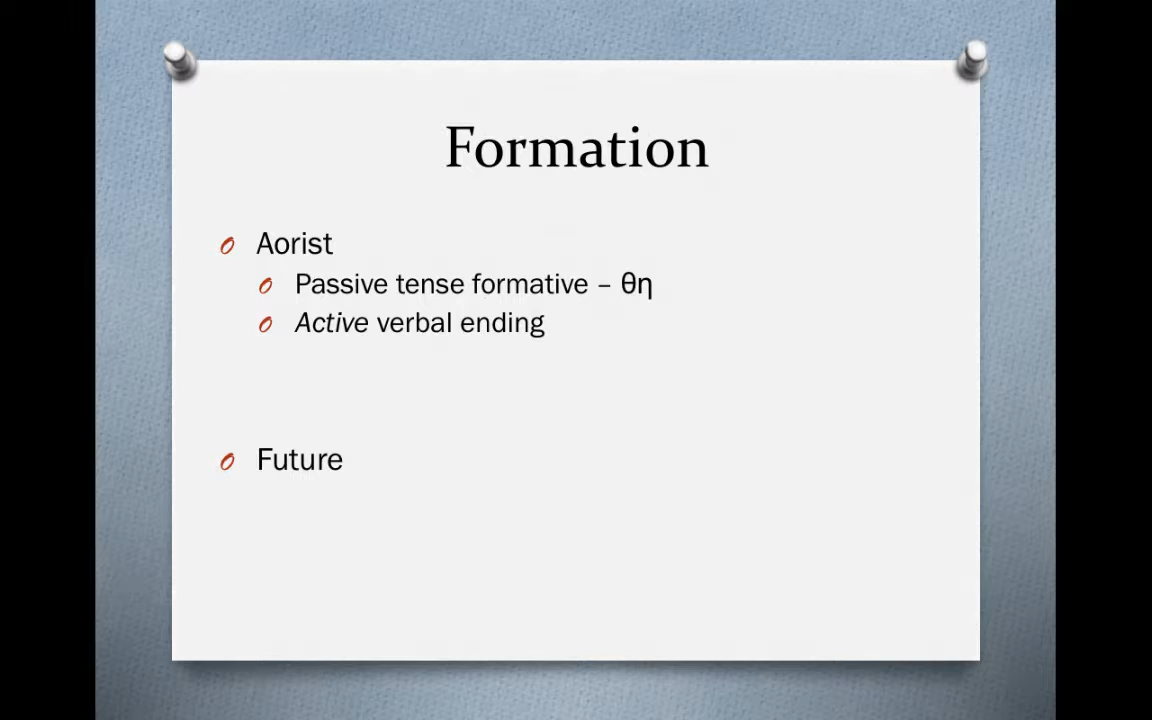 Formation
Aorist
Passive tense formative – θη
Active verbal ending
Future